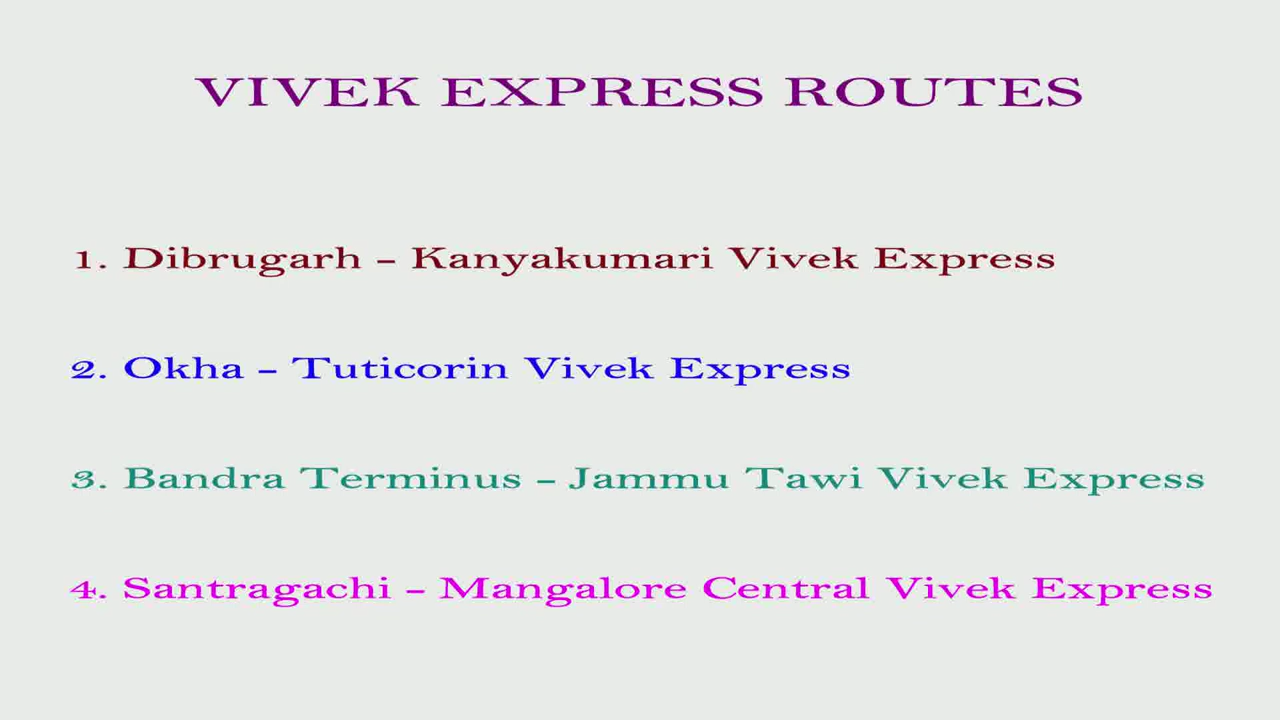 VIVEK EXPRESS ROUTES
1. Dibrugarh – Kanyakumari Vivek Express
2. Okha – Tuticorin Vivek Express
3. Bandra Terminus – Jammu Tawi Vivek Express
4. Santragachi – Mangalore Central Vivek Express